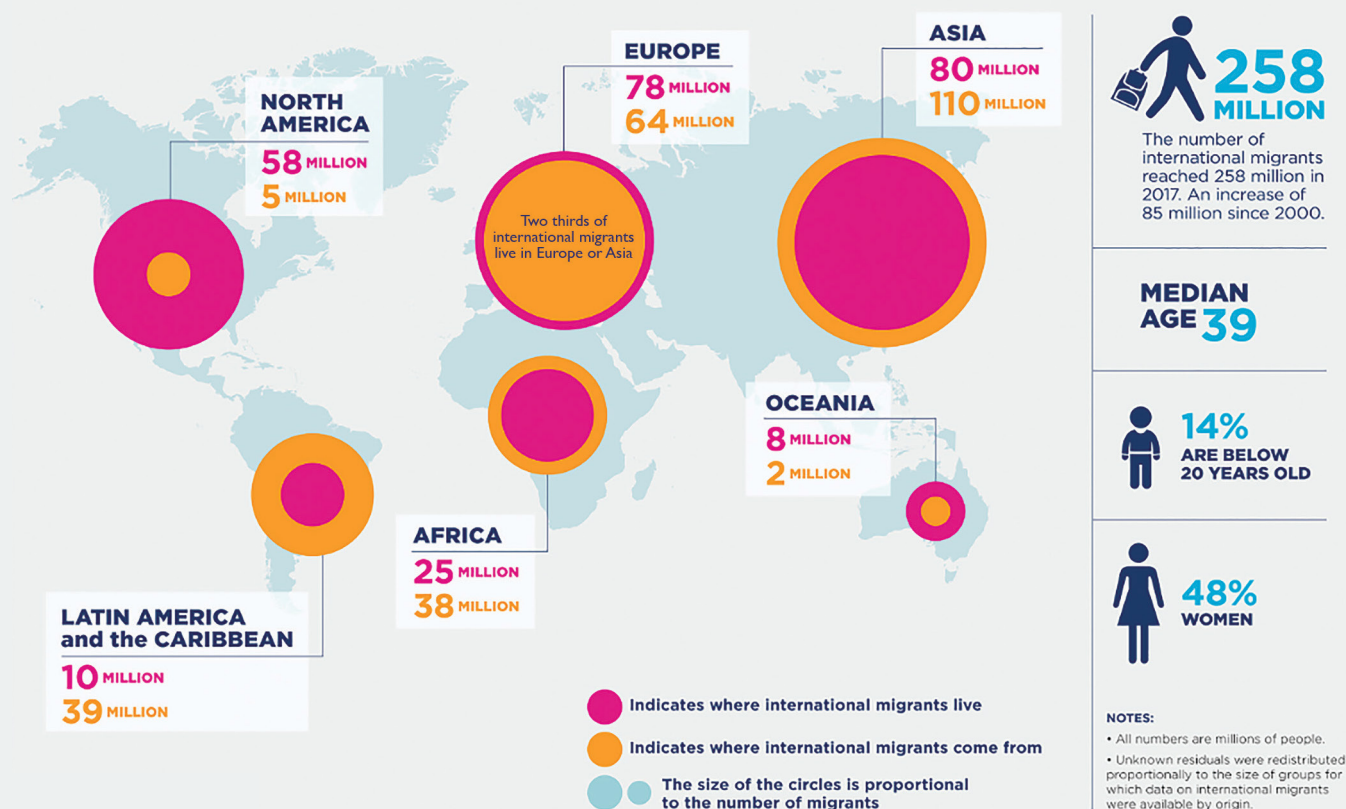 NORTH
AMERICA
58 MILLION
5 MILLION
EUROPE
78 MILLION
64 MILLION
ASIA
80 MILLION
110 MILLION
Two thirds of
international migrants
live in Europe or Asia
OCEANIA
8 MILLION
2 MILLION
AFRICA
25 MILLION
38 MILLION
LATIN AMERICA
and the CARIBBEAN
10 MILLION
39 MILLION
Indicates where international migrants live
Indicates where international migrants come from
The size of the circles is proportional
to the number of migrants
258
MILLION
The number of
international migrants
reached 258 million in
2017. An increase of
85 million since 2000.
MEDIAN
AGE 39
14%
ARE BELOW
20 YEARS OLD
48%
WOMEN
NOTES:
• All numbers are millions of people.
• Unknown residuals were redistributed
proportionally to the size of groups for
which data on international migrants
were available by origin.